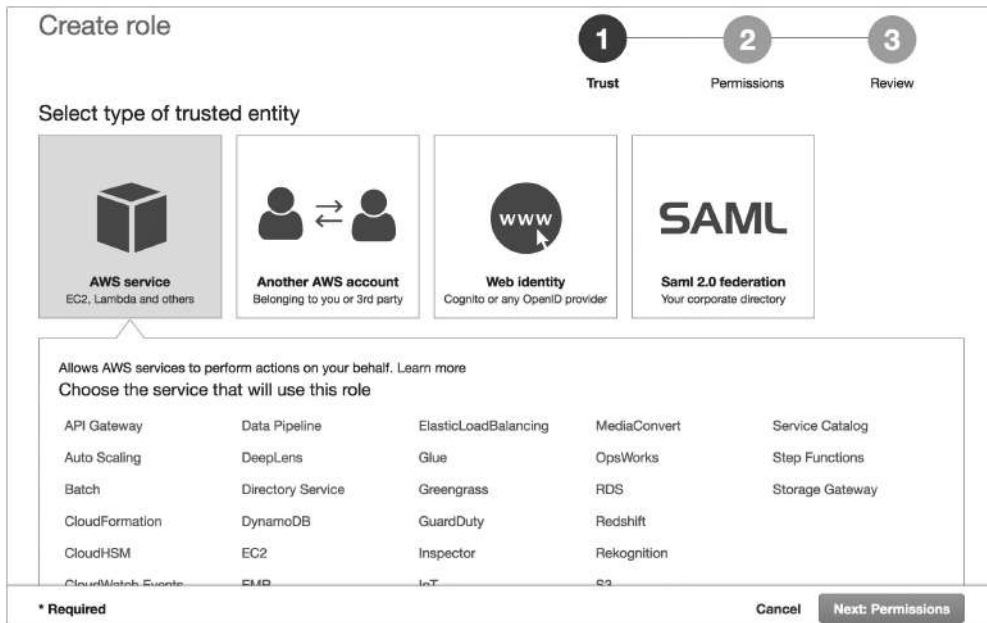 Create role
1 2 3
Trust Permissions Review
Select type of trusted entity
www SAML
AWS service Another AWS account Web identity Saml 2.0 federation
EC2, Lambda and others Belonging to you or 3rd party Cognito or any OpenID provider Your corporate directory
Allows AWS services to perform actions on your behalf. Learn more
Choose the service that will use this role
API Gateway Data Pipeline ElasticLoadBalancing MediaConvert Service Catalog
Auto Scaling DeepLens Glue OpsWorks Step Functions
Batch Directory Service Greengrass RDS Storage Gateway
CloudFormation DynamoDB GuardDuty Redshift
CloudHSM EC2 Inspector Rekognition
CloudWatch Events EMR IoT S3
* Required Cancel Next: Permissions